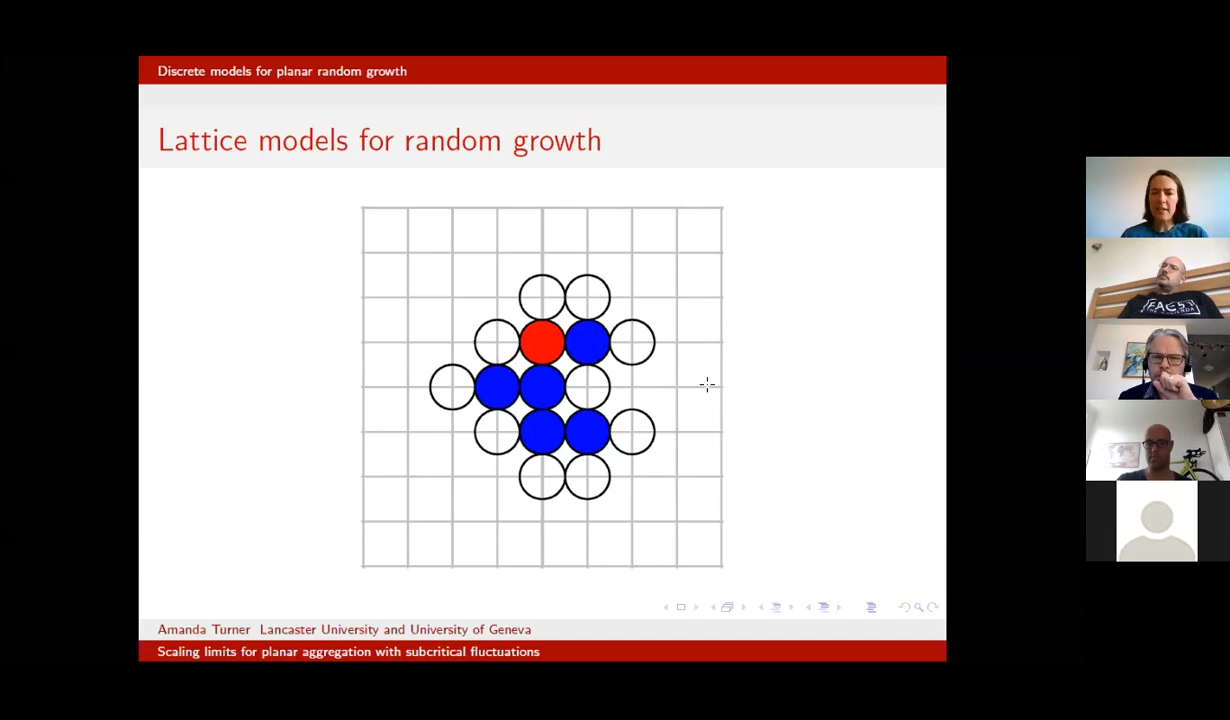 Discrete models for planar random growth
Lattice models for random growth
Amanda Turner Lancaster University and University of Geneva
Scaling limits for planar aggregation with subcritical fluctuations